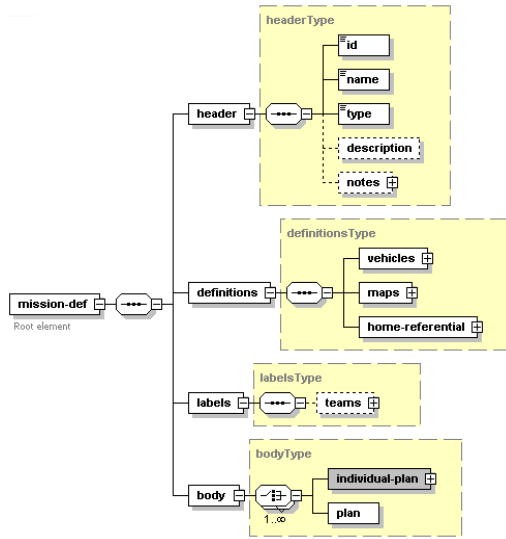 headerType
id
name
type
header
description
notes
definitionsType
vehicles
definitions
maps
home-referential
mission-def
Root element
labelsType
labels
teams
bodyType
individual-plan
body
plan
1..∞